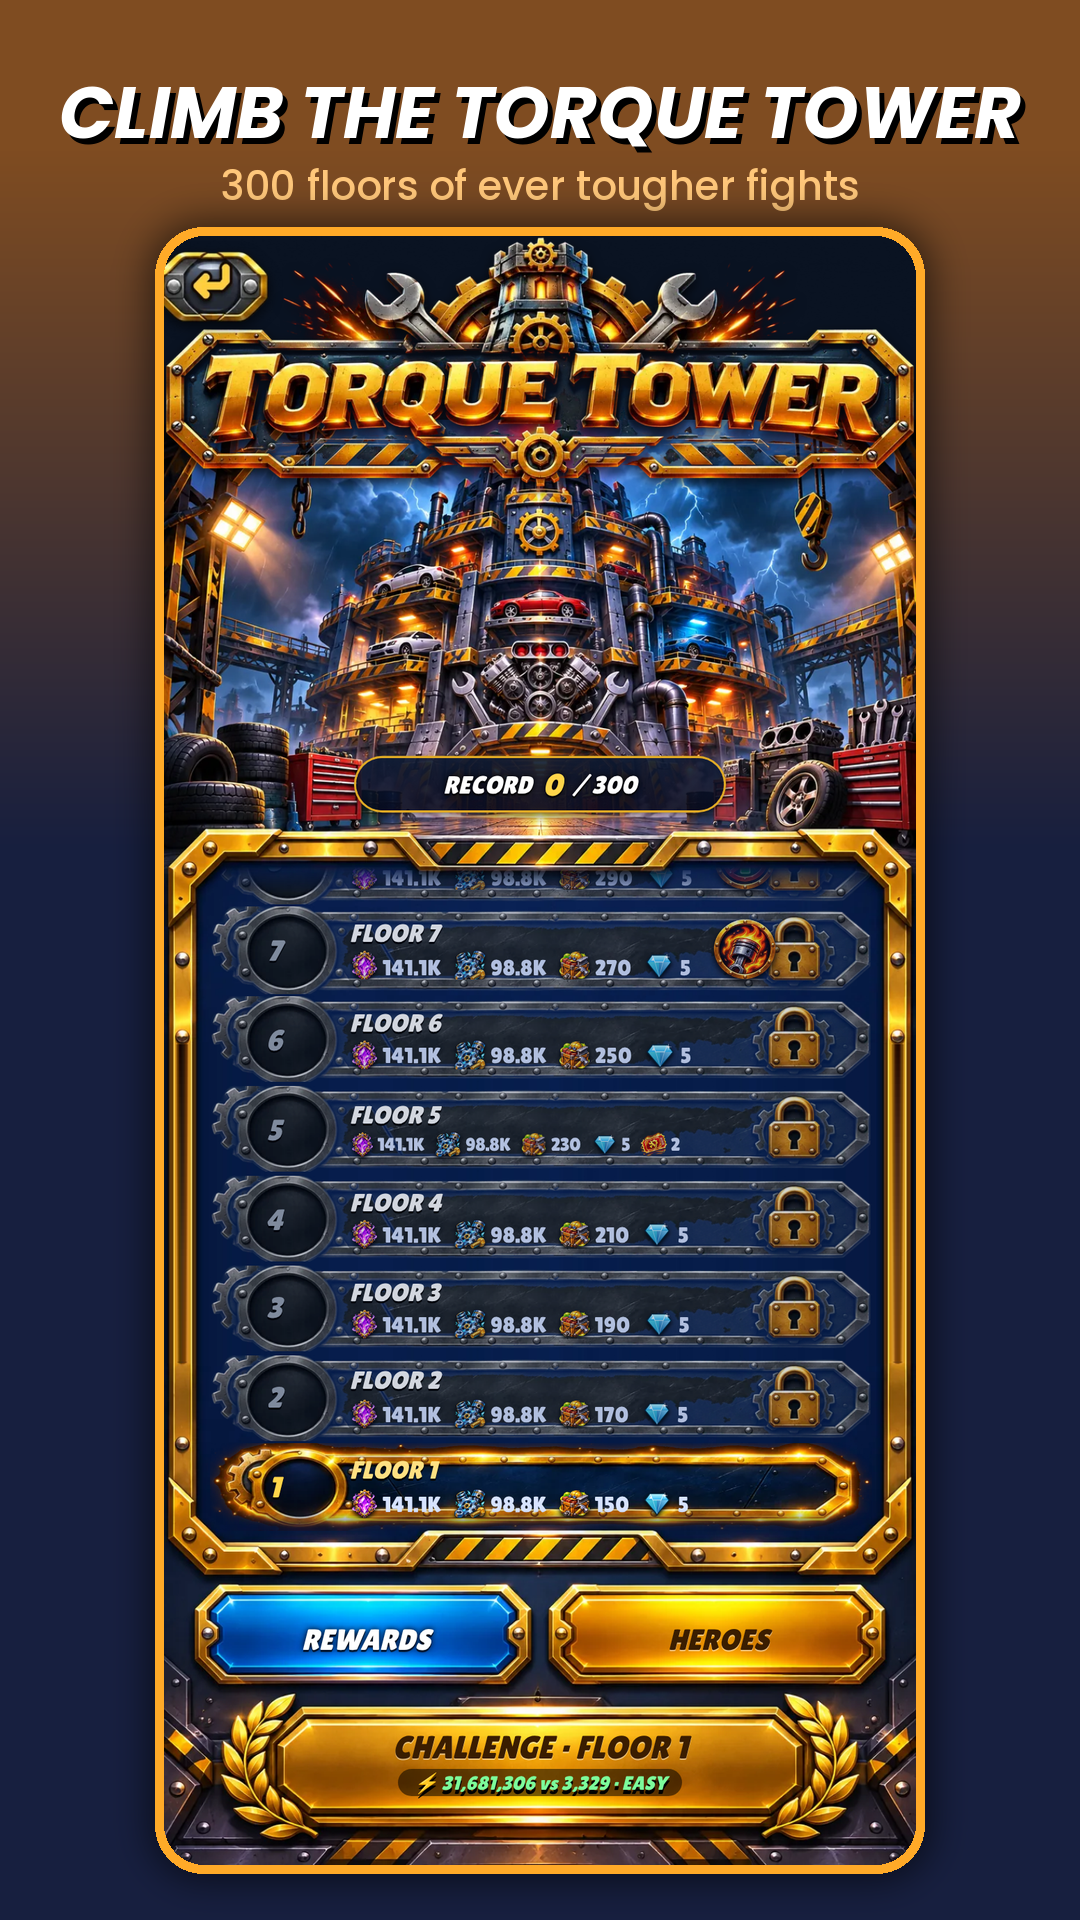 CLIMB THE TORQUE TOWER
300 floors of ever tougher fights
TORQUE TOWER
RECORD 0 / 300
141.1K 98.8K 290 5
7 FLOOR 7
141.1K 98.8K 270 5
6 FLOOR 6
141.1K 98.8K 250 5
5 FLOOR 5
141.1K 98.8K 230 5 2
4 FLOOR 4
141.1K 98.8K 210 5
3 FLOOR 3
141.1K 98.8K 190 5
2 FLOOR 2
141.1K 98.8K 170 5
1 FLOOR 1
141.1K 98.8K 150 5
REWARDS
HEROES
CHALLENGE · FLOOR 1
31,681,306 vs 3,329 · EASY